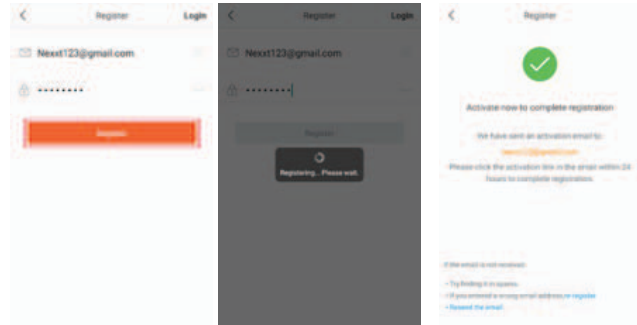 Register Login
Nexxt123@gmail.com
Register
Register Login
Nexxt123@gmail.com
Register
Registering... Please wait.
Register
Activate now to complete registration
We have sent an activation email to:
Please click the activation link in the email within 24
hours to complete registration.
If the email is not received:
- Try finding it in spams.
- If you entered a wrong email address, re-register
- Resend the email